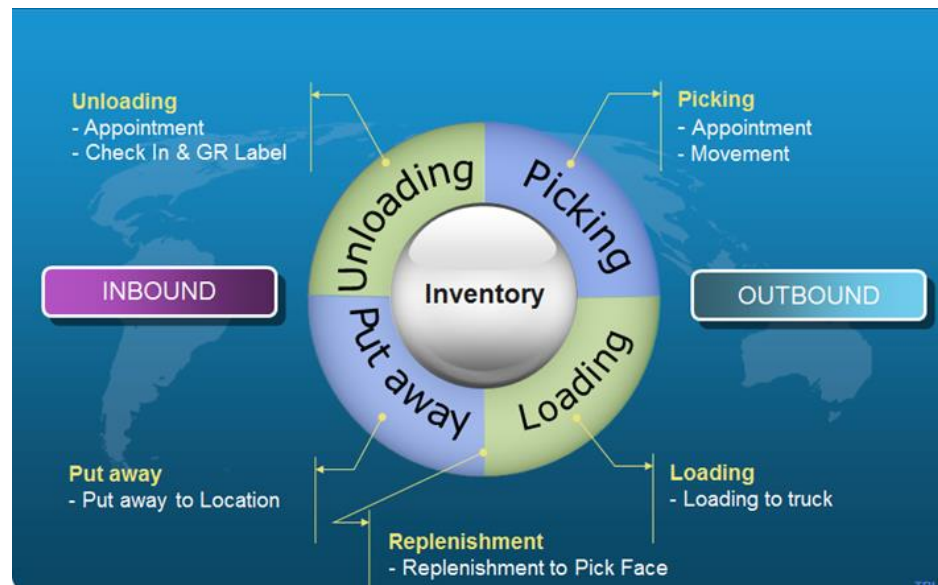 Unloading
- Appointment
- Check In & GR Label
Picking
- Appointment
- Movement
Unloading
Picking
INBOUND
Inventory
OUTBOUND
Put away
Loading
Put away
- Put away to Location
Loading
- Loading to truck
Replenishment
- Replenishment to Pick Face